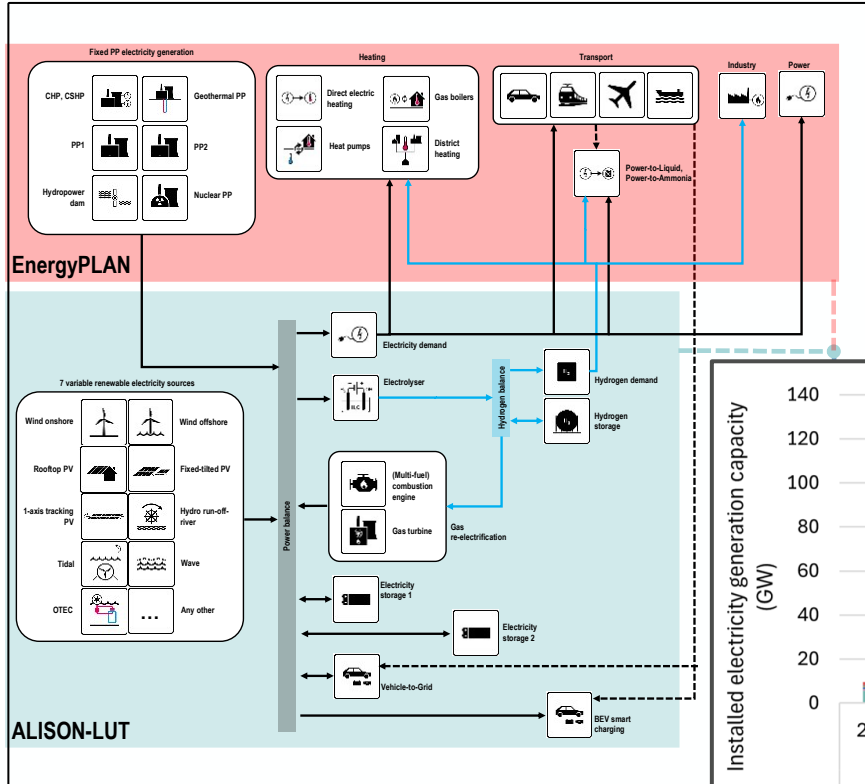 Fixed PP electricity generation
CHP, CSHP
Geothermal PP
PP1
PP2
Hydropower
dam
Nuclear PP
Heating
Direct electric
heating
Gas boilers
Heat pumps
District
heating
Transport
Industry
Power
Power-to-Liquid,
Power-to-Ammonia
EnergyPLAN
7 variable renewable electricity sources
Wind onshore
Wind offshore
Rooftop PV
Fixed-tilted PV
1-axis tracking
PV
Hydro run-off-
river
Tidal
Wave
OTEC
...
Any other
Power balance
Electricity demand
Electrolyser
Hydrogen balance
Hydrogen demand
Hydrogen
storage
(Multi-fuel)
combustion
engine
Gas turbine
Gas
re-electrification
Electricity
storage 1
Electricity
storage 2
Vehicle-to-Grid
BEV smart
charging
ALISON-LUT
Installed electricity generation capacity
(GW)
140
120
100
80
60
40
20
0
2